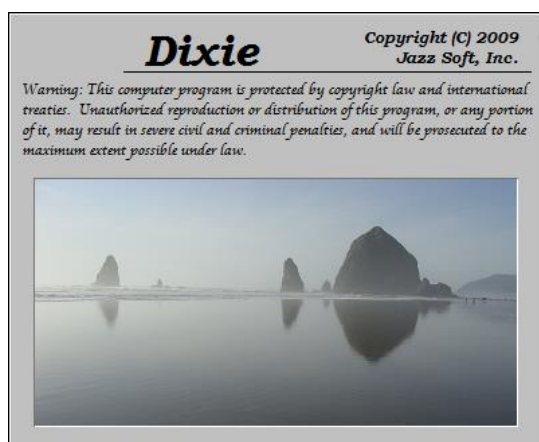 Dixie
Copyright (C) 2009
Jazz Soft, Inc.
Warning: This computer program is protected by copyright law and international
treaties. Unauthorized reproduction or distribution of this program, or any portion
of it, may result in severe civil and criminal penalties, and will be prosecuted to the
maximum extent possible under law.